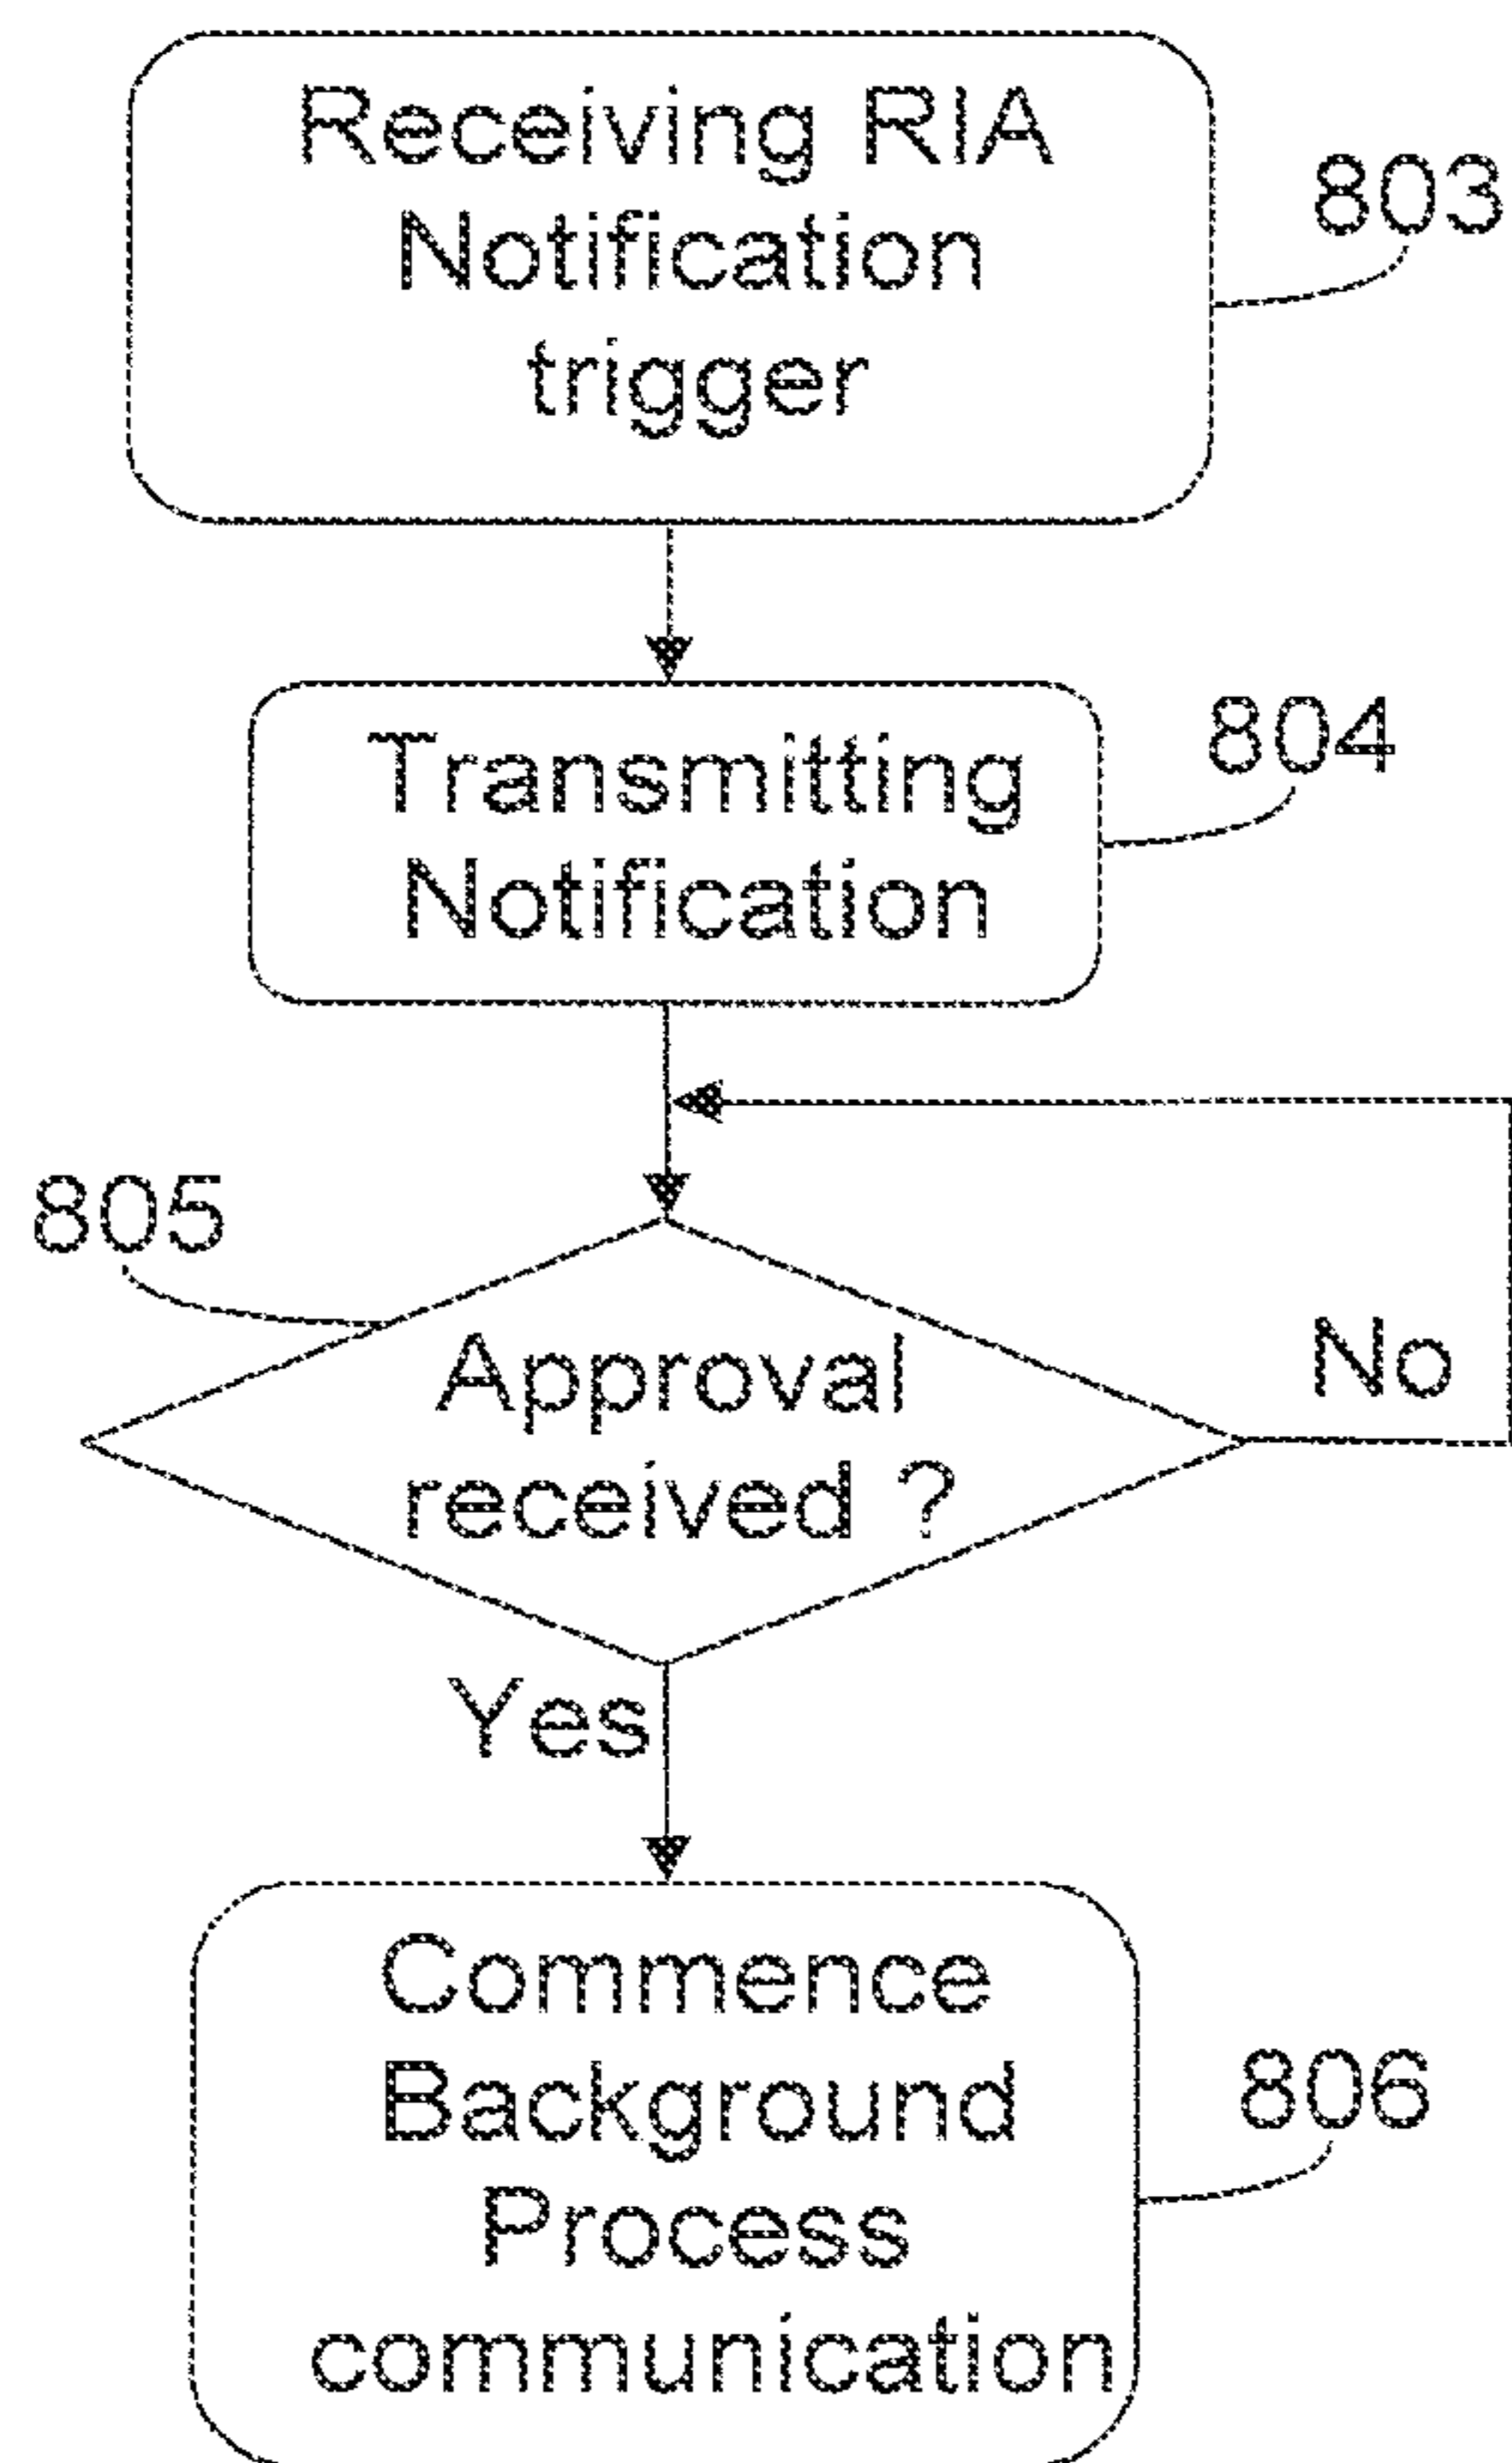 Receiving RIA
Notification
trigger
803
Transmitting
Notification
804
805
Approval
received ?
No
Yes
Commence
Background
Process
communication
806